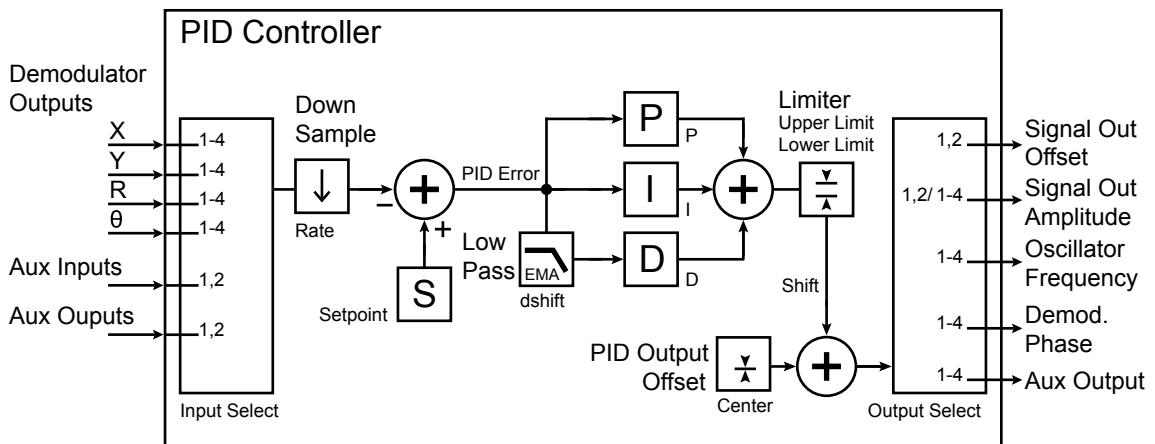 PID Controller
Demodulator
Outputs
X
Y
R
θ
Aux Inputs
Aux Ouputs
1-4
1-4
1-4
1-4
1,2
1,2
Input Select
Down
Sample
Rate
PID Error
S
Setpoint
Low
Pass
EMA
dshift
P
P
I
I
D
D
Limiter
Upper Limit
Lower Limit
Shift
PID Output
Offset
Center
1,2
1,2/ 1-4
1-4
1-4
1-4
Output Select
Signal Out
Offset
Signal Out
Amplitude
Oscillator
Frequency
Demod.
Phase
Aux Output